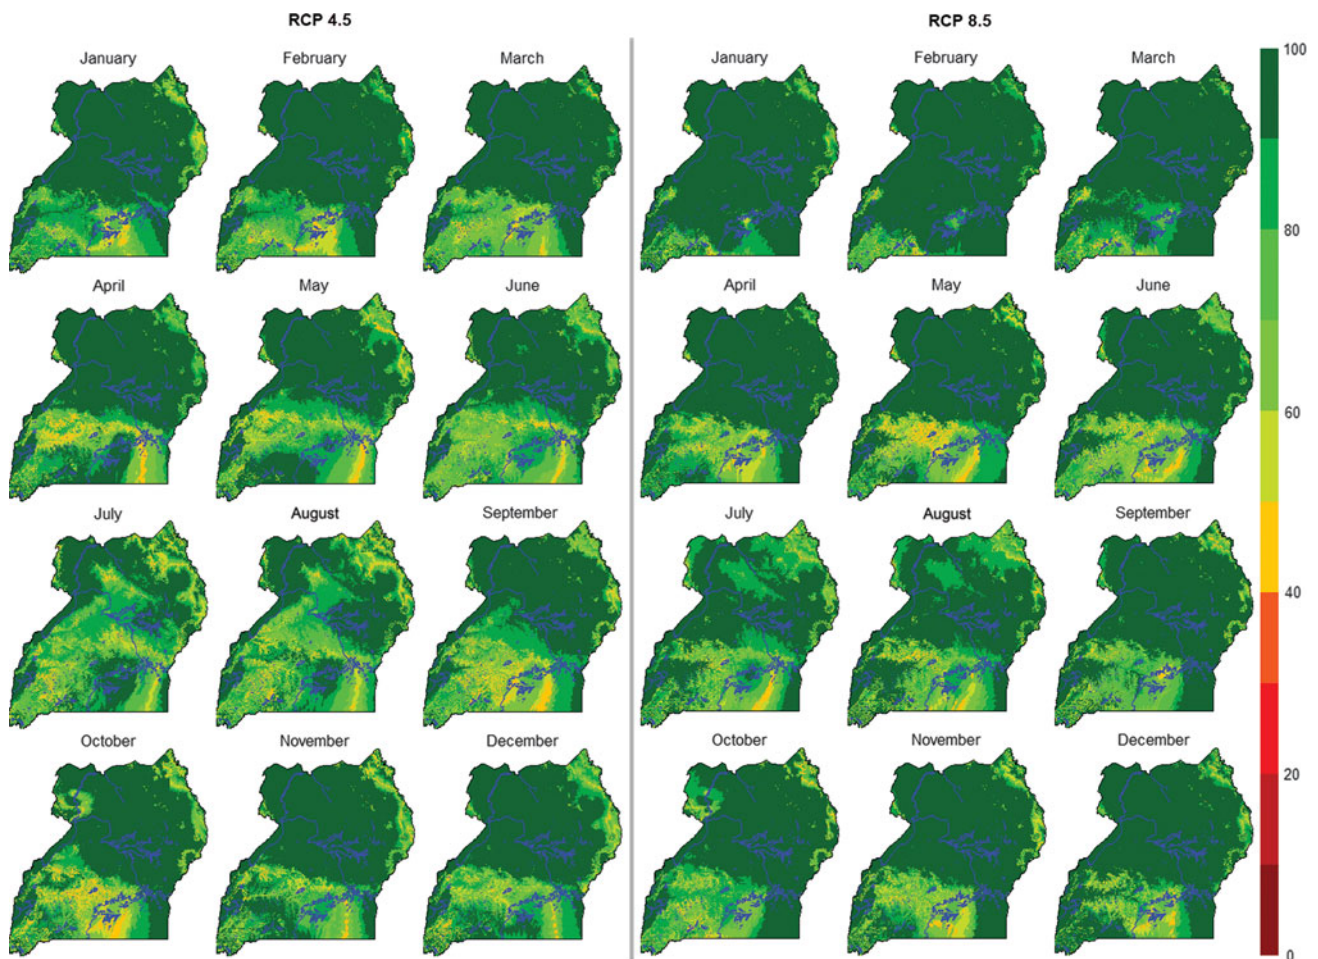 RCP 4.5 RCP 8.5
January February March January February March
April May June April May June
July August September July August September
October November December October November December
100
80
60
40
20
0